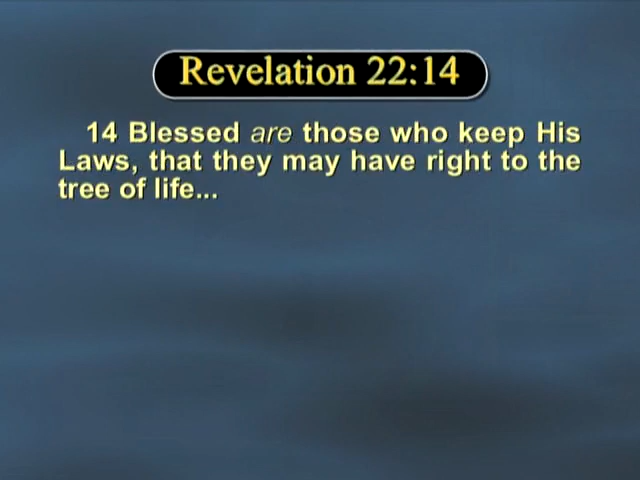 Revelation 22:14
14 Blessed are those who keep His
Laws, that they may have right to the
tree of life...